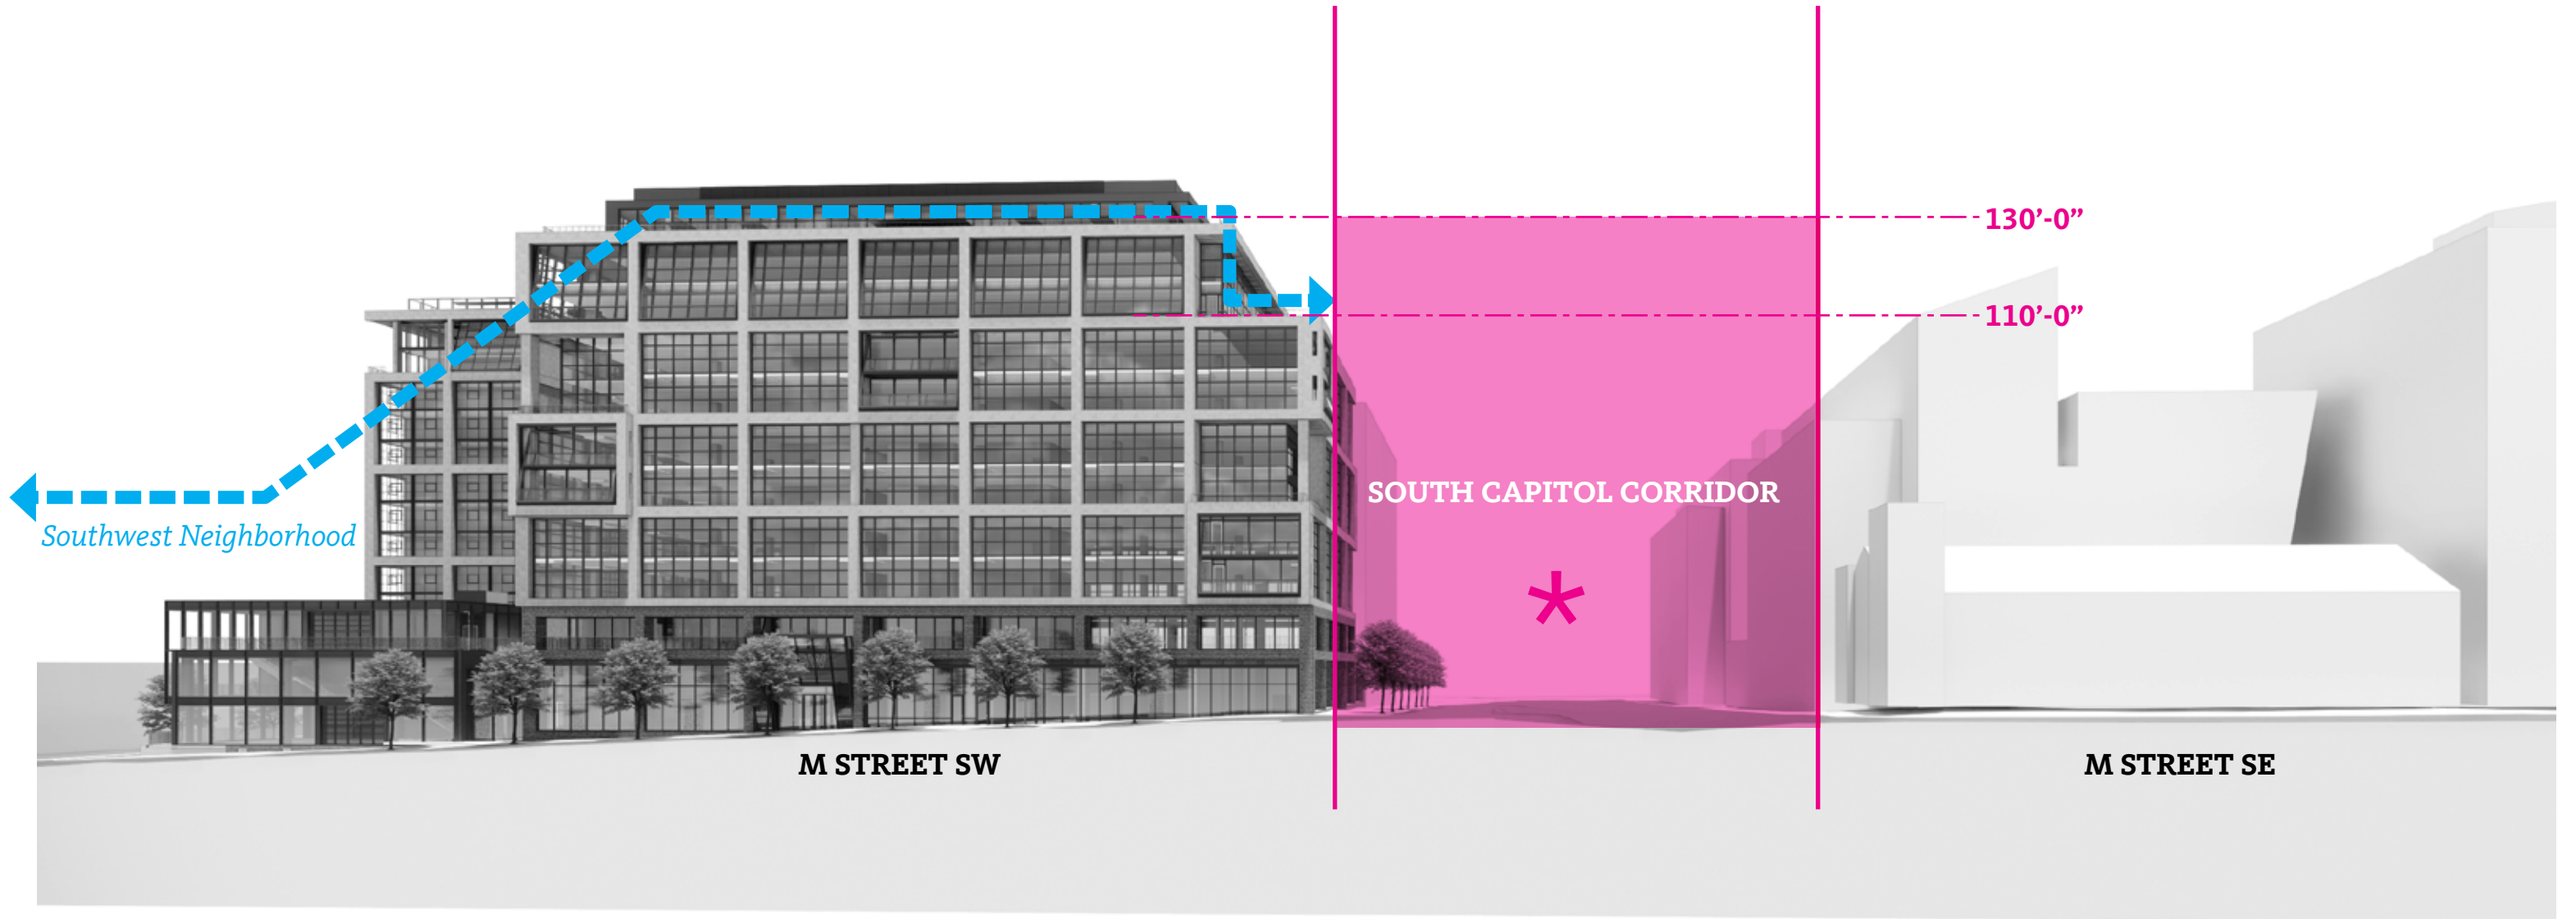 130’-0”
110’-0”
SOUTH CAPITOL CORRIDOR
Southwest Neighborhood
*
M STREET SW
M STREET SE